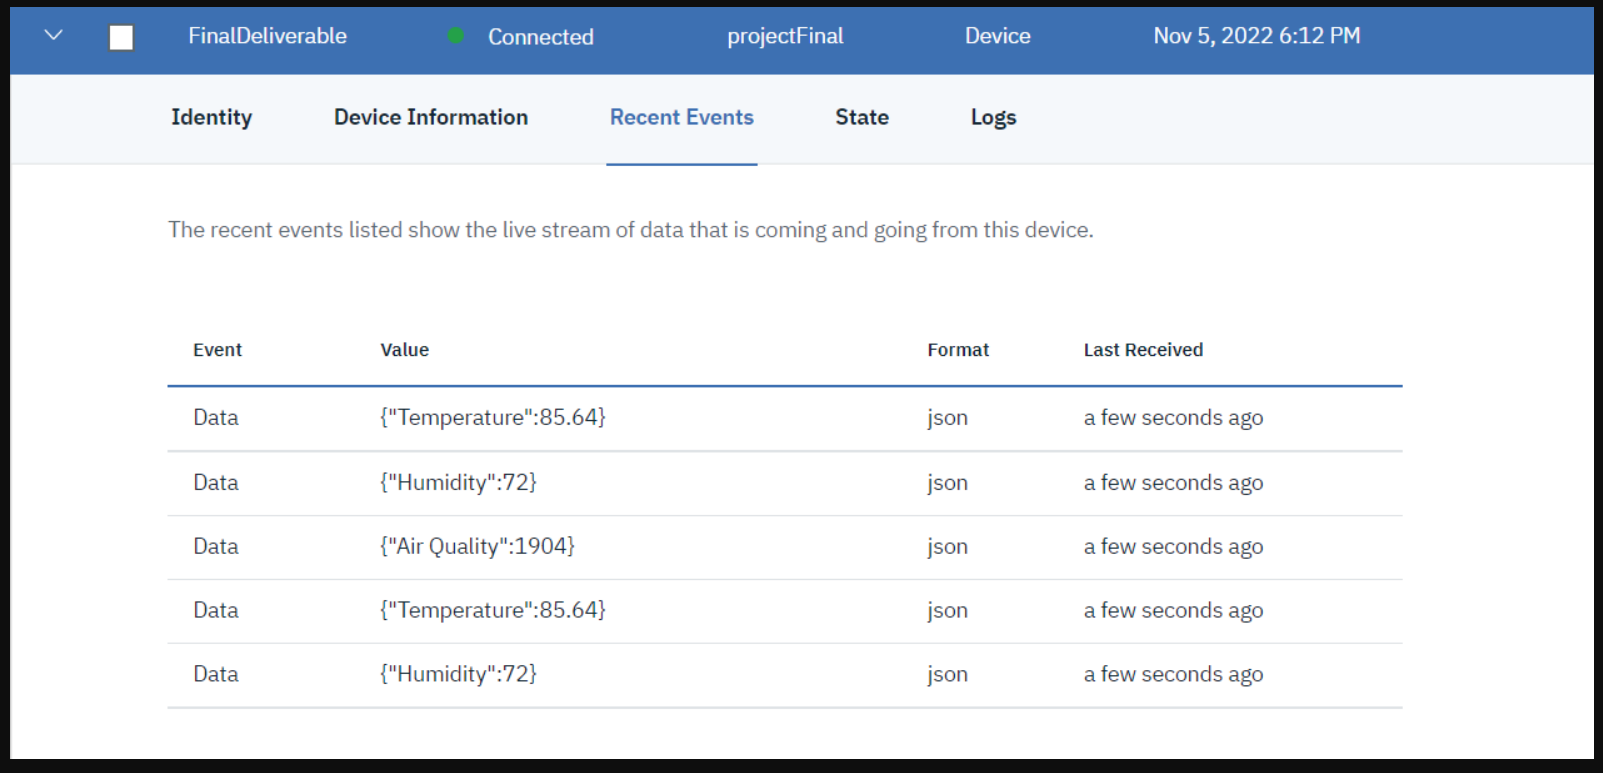 FinalDeliverable Connected projectFinal Device Nov 5, 2022 6:12 PM
Identity Device Information Recent Events State Logs
The recent events listed show the live stream of data that is coming and going from this device.
Event Value Format Last Received
Data {"Temperature":85.64} json a few seconds ago
Data {"Humidity":72} json a few seconds ago
Data {"Air Quality":1904} json a few seconds ago
Data {"Temperature":85.64} json a few seconds ago
Data {"Humidity":72} json a few seconds ago